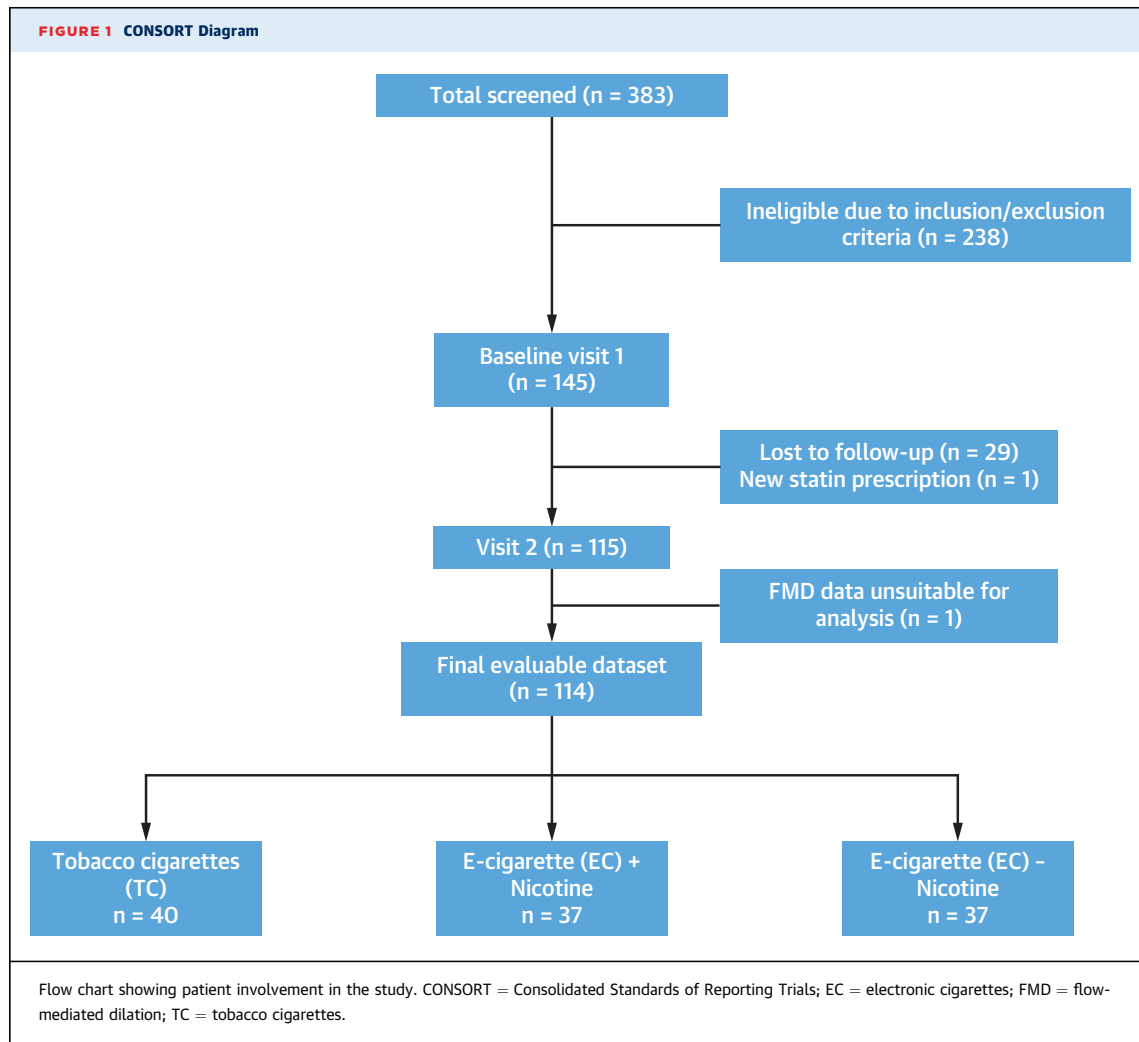 FIGURE 1 CONSORT Diagram
Total screened (n = 383)
Ineligible due to inclusion/exclusion
criteria (n = 238)
Baseline visit 1
(n = 145)
Lost to follow-up (n = 29)
New statin prescription (n = 1)
Visit 2 (n = 115)
FMD data unsuitable for
analysis (n = 1)
Final evaluable dataset
(n = 114)
Tobacco cigarettes
(TC)
n = 40
E-cigarette (EC) +
Nicotine
n = 37
E-cigarette (EC) –
Nicotine
n = 37
Flow chart showing patient involvement in the study. CONSORT = Consolidated Standards of Reporting Trials; EC = electronic cigarettes; FMD = flow-
mediated dilation; TC = tobacco cigarettes.